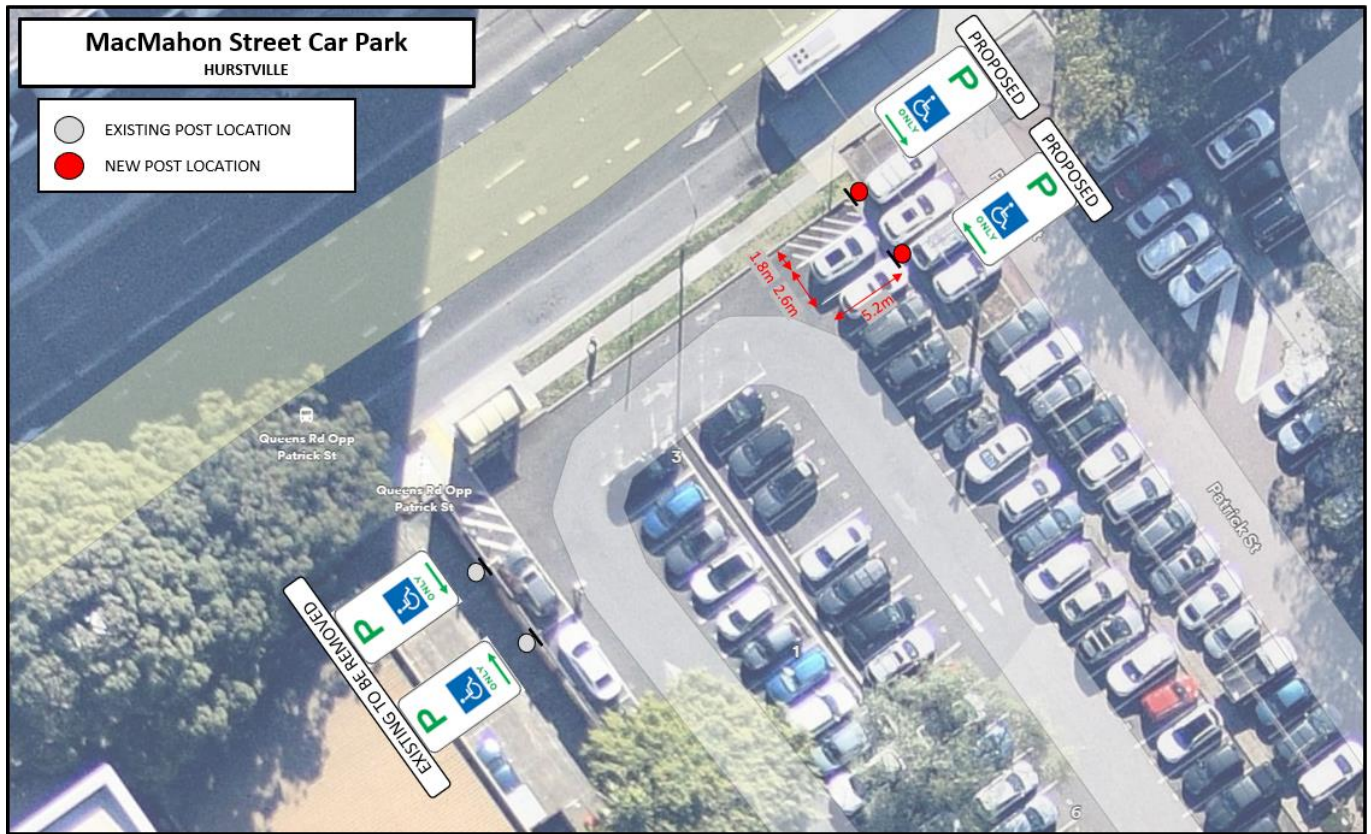 MacMahon Street Car Park
HURSTVILLE
EXISTING POST LOCATION
NEW POST LOCATION
PROPOSED
P
ONLY
PROPOSED
P
ONLY
1.8m
2.6m
5.2m
Queens Rd Opp
Patrick St
Queens Rd Opp
Patrick St
3
1
6
Patrick St
ONLY
P
ONLY
P
EXISTING TO BE REMOVED